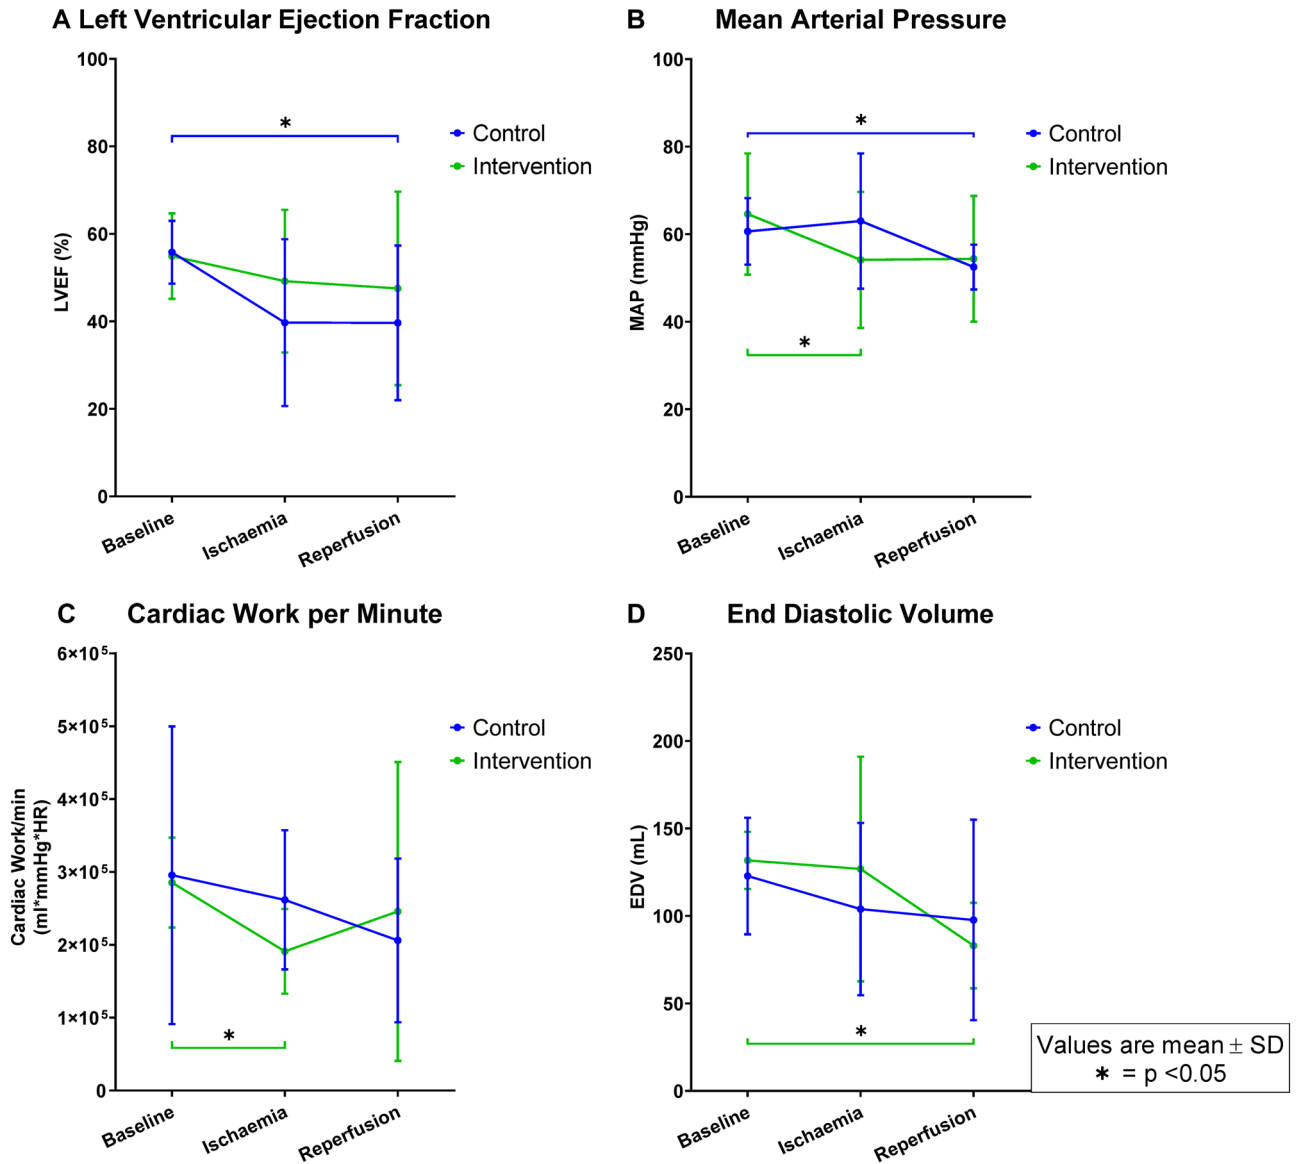 A Left Ventricular Ejection Fraction
100
80
60
40
20
0
LVEF (%)
*
Control
Intervention
Baseline
Ischaemia
Reperfusion
B Mean Arterial Pressure
100
80
60
40
20
0
MAP (mmHg)
*
*
Control
Intervention
Baseline
Ischaemia
Reperfusion
C Cardiac Work per Minute
6×10⁵
5×10⁵
4×10⁵
3×10⁵
2×10⁵
1×10⁵
0
Cardiac Work/min
(ml*mmHg*HR)
*
Control
Intervention
Baseline
Ischaemia
Reperfusion
D End Diastolic Volume
250
200
150
100
50
0
EDV (mL)
*
Control
Intervention
Baseline
Ischaemia
Reperfusion
Values are mean ± SD
* = p <0.05